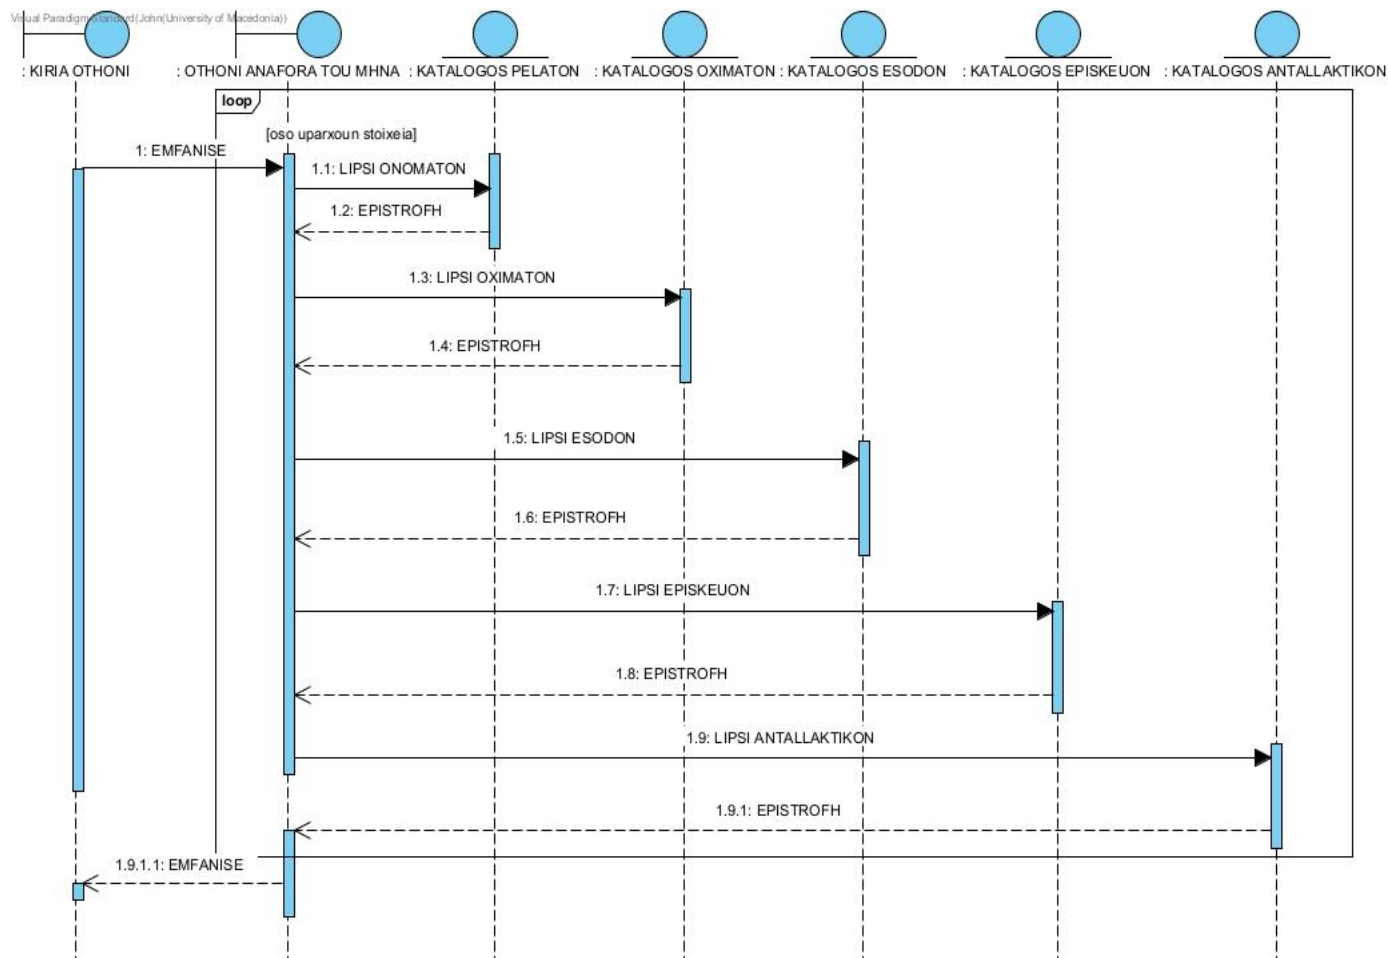 Visual Paradigm Standard(John(University of Macedonia))
: KIRIA OTHONI
: OTHONI ANAFORA TOU MHNA
: KATALOGOS PELATON
: KATALOGOS OXIMATON
: KATALOGOS ESODON
: KATALOGOS EPISKEUON
: KATALOGOS ANTALLAKTIKON
loop
[oso uparxoun stoixeia]
1: EMFANISE
1.1: LIPSI ONOMATON
1.2: EPISTROFH
1.3: LIPSI OXIMATON
1.4: EPISTROFH
1.5: LIPSI ESODON
1.6: EPISTROFH
1.7: LIPSI EPISKEUON
1.8: EPISTROFH
1.9: LIPSI ANTALLAKTIKON
1.9.1: EPISTROFH
1.9.1.1: EMFANISE